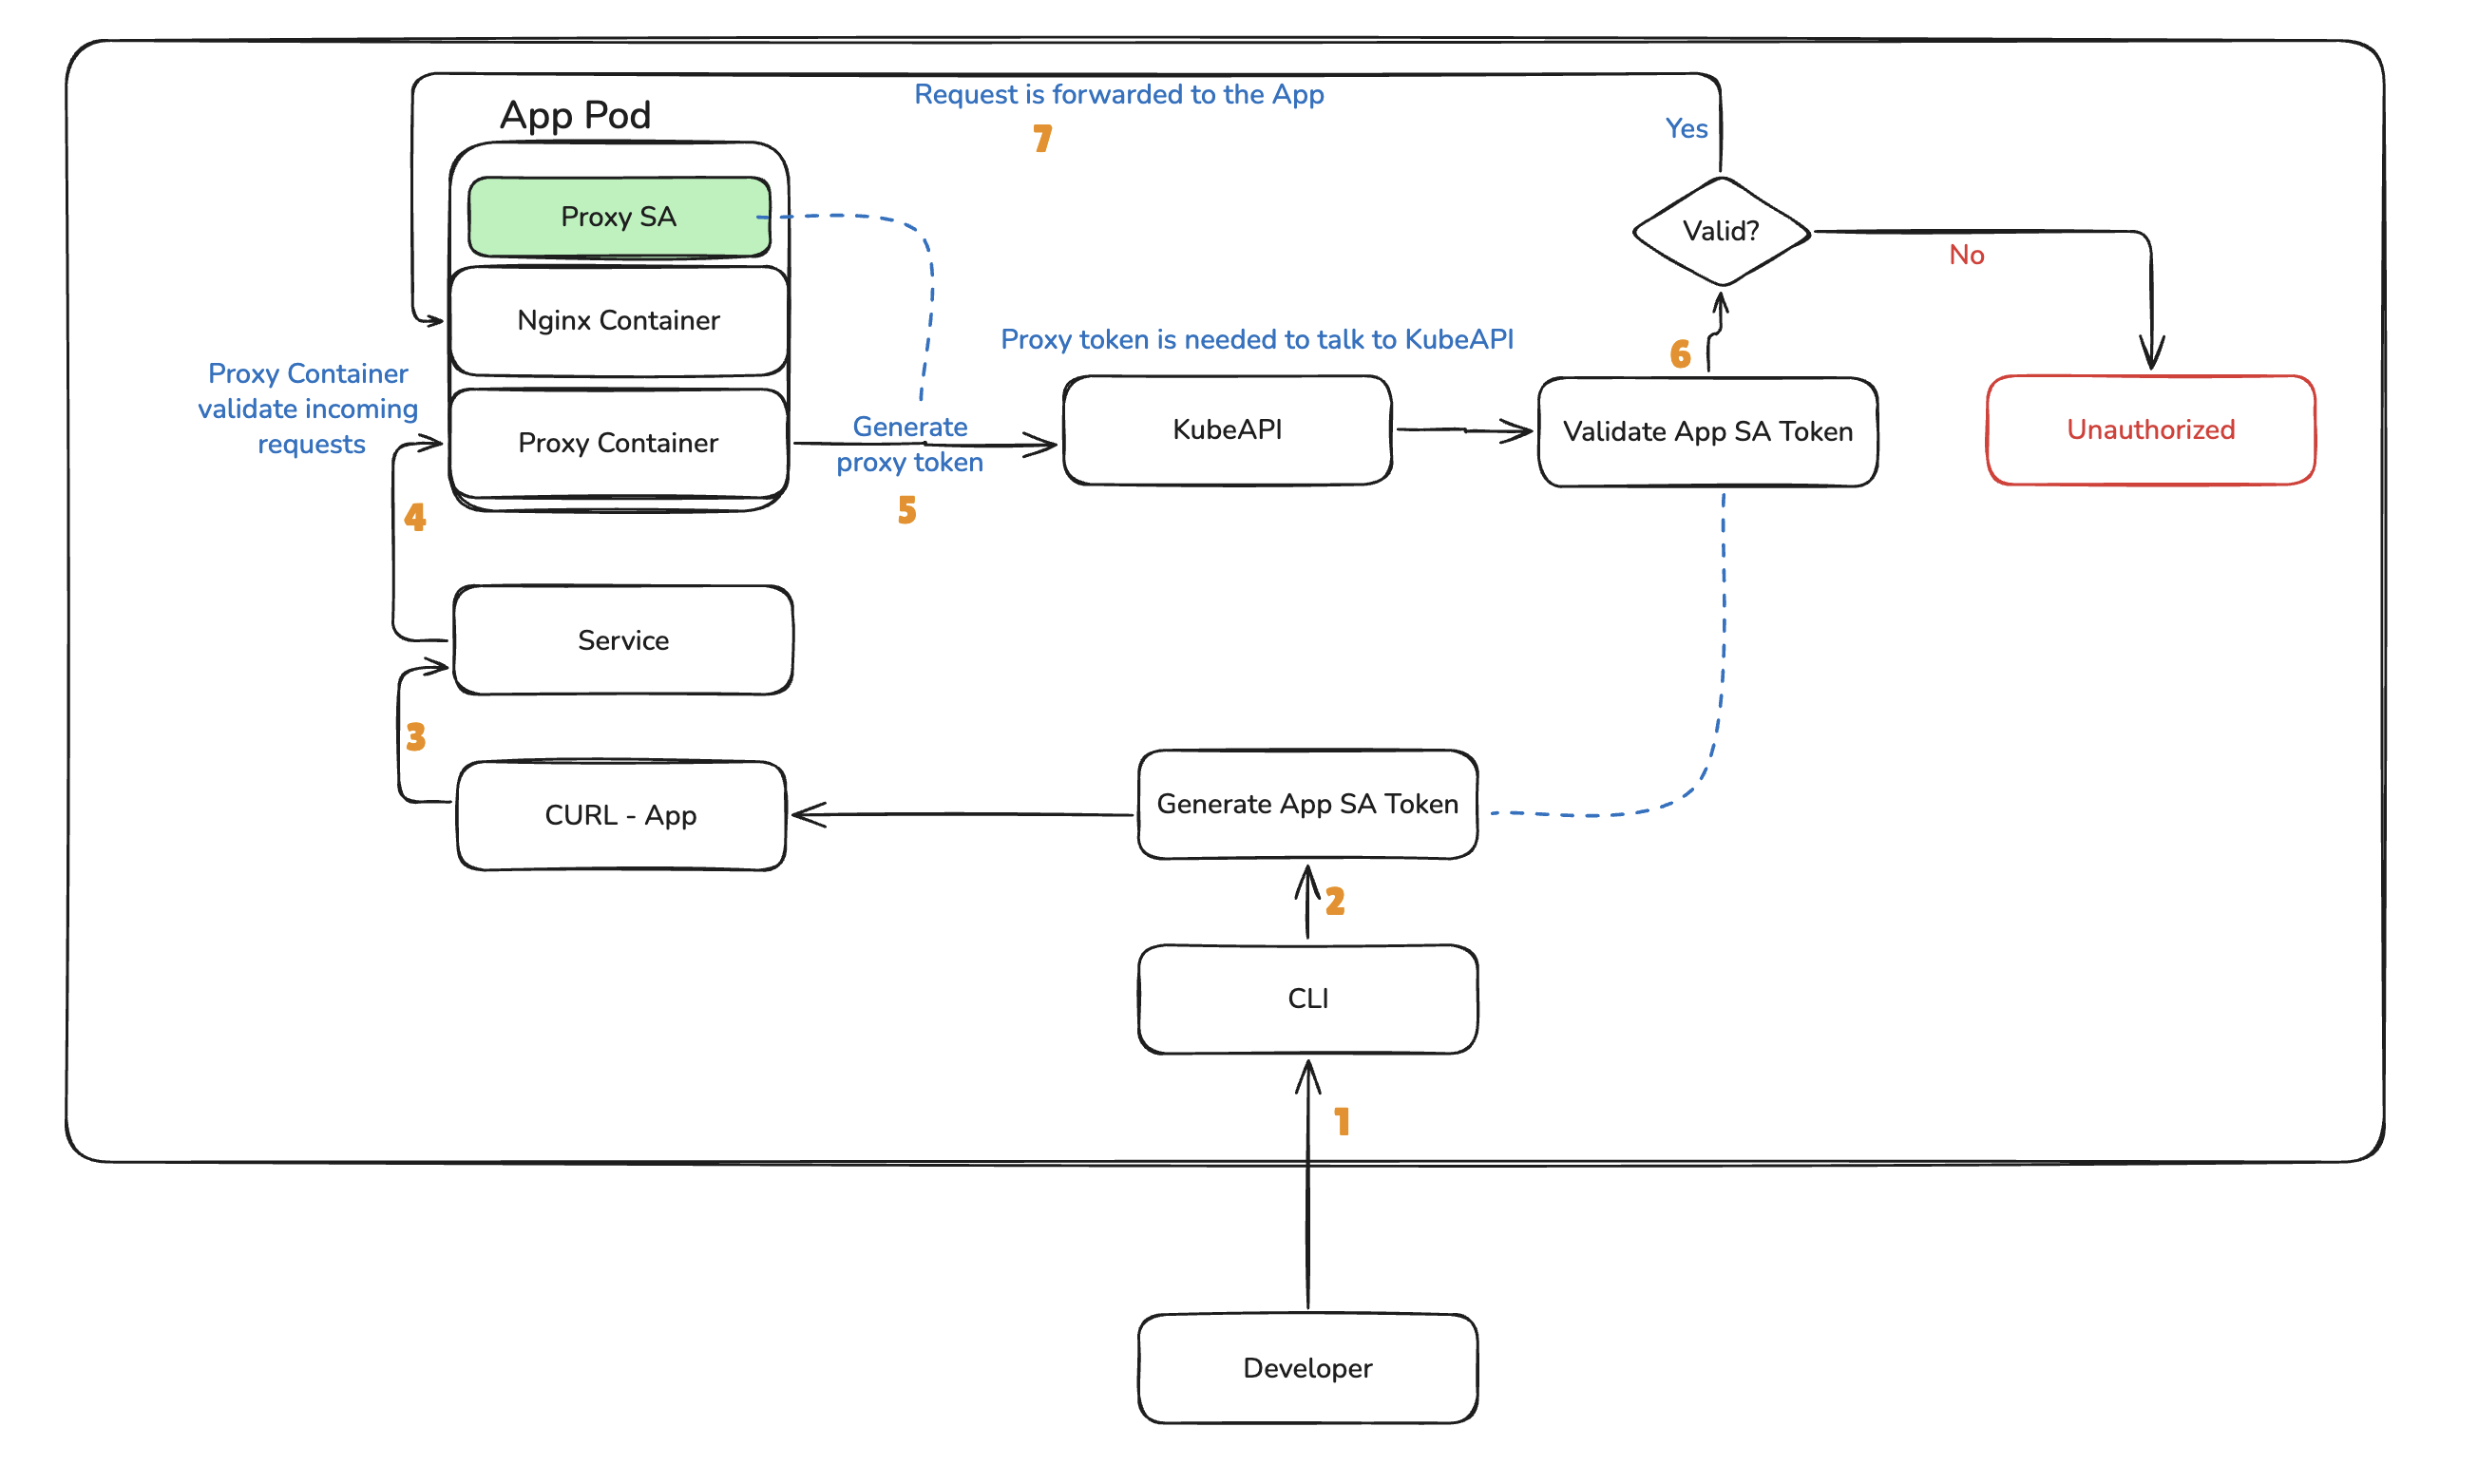 Request is forwarded to the App
7
App Pod
Yes
Proxy SA
Valid?
No
Nginx Container
Proxy token is needed to talk to KubeAPI
6
Proxy Container
validate incoming
requests
Proxy Container
Generate
proxy token
KubeAPI
Validate App SA Token
Unauthorized
4
5
Service
3
CURL - App
Generate App SA Token
2
CLI
1
Developer